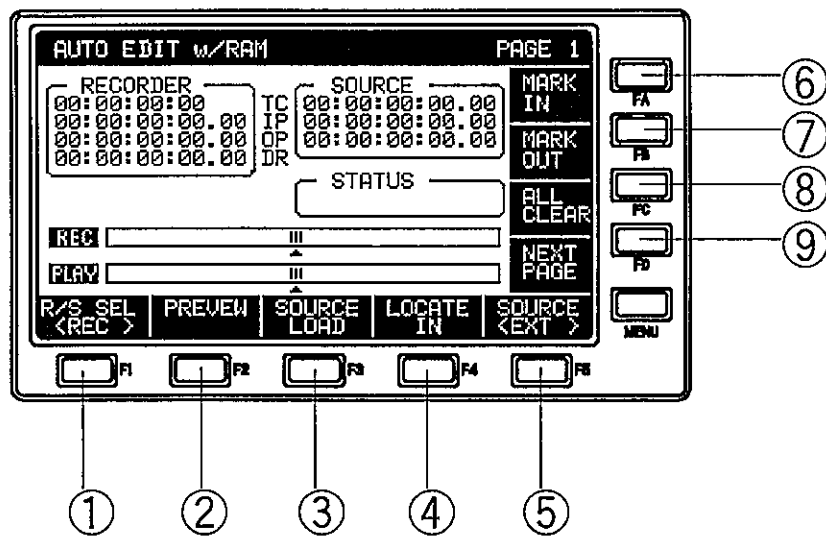 AUTO EDIT w/RAM PAGE 1
RECORDER SOURCE
00:00:00:00 TC 00:00:00:00.00
00:00:00:00.00 IP 00:00:00:00.00
00:00:00:00.00 OP 00:00:00:00.00
00:00:00:00.00 DR
STATUS
REC
PLAY
MARK IN
MARK OUT
ALL CLEAR
NEXT PAGE
R/S SEL <REC >
PREVEW
SOURCE LOAD
LOCATE IN
SOURCE <EXT >
FA
FB
FC
FD
MENU
F1 F2 F3 F4 F5
⑥
⑦
⑧
⑨
① ② ③ ④ ⑤